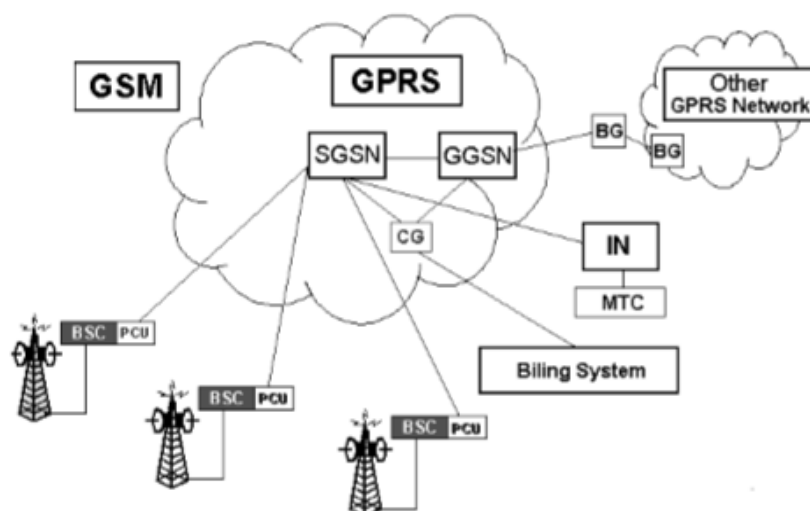 GSM
GPRS
Other
GPRS Network
SGSN
GGSN
BG
BG
CG
IN
MTC
BSC PCU
Biling System
BSC PCU
BSC PCU